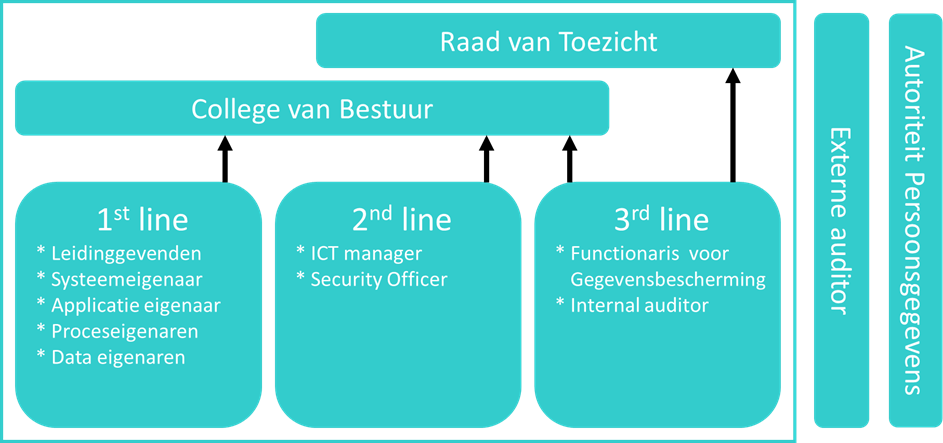 Raad van Toezicht
College van Bestuur
1st line
* Leidinggevenden
* Systeemeigenaar
* Applicatie eigenaar
* Proceseigenaren
* Data eigenaren
2nd line
* ICT manager
* Security Officer
3rd line
* Functionaris voor
Gegevensbescherming
* Internal auditor
Externe auditor
Autoriteit Persoonsgegevens